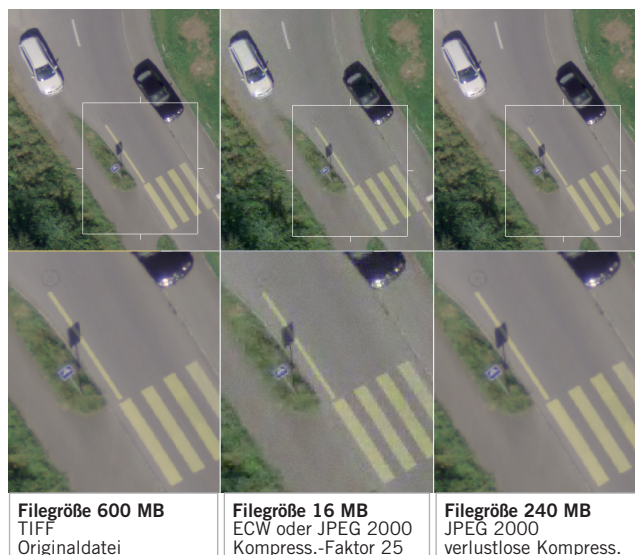 Filegröße 600 MB
TIFF
Originaldatei
Filegröße 16 MB
ECW oder JPEG 2000
Kompress.-Faktor 25
Filegröße 240 MB
JPEG 2000
verlustlose Kompress.